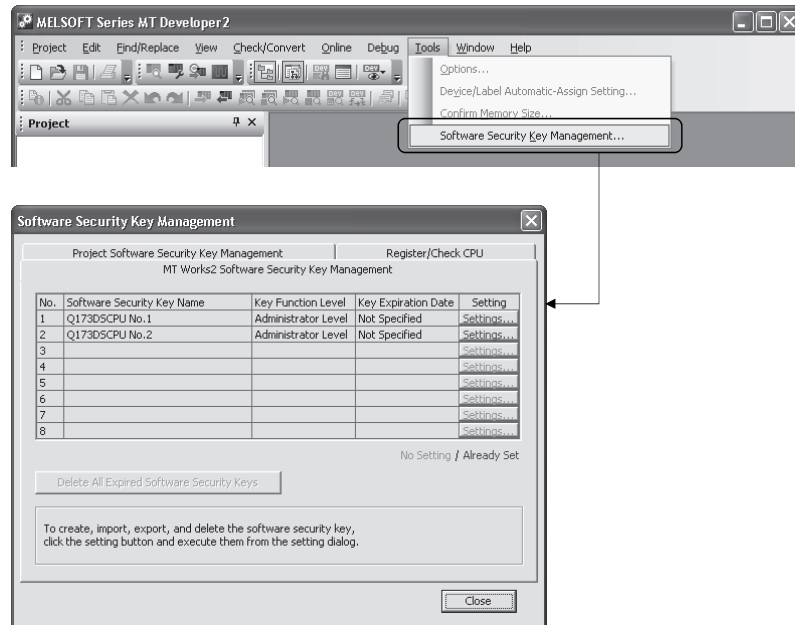 MELSOFT Series MT Developer2
Project Edit Find/Replace View Check/Convert Online Debug Tools Window Help
Options...
Device/Label Automatic-Assign Setting...
Confirm Memory Size...
Project
Software Security Key Management...
Software Security Key Management
Project Software Security Key Management Register/Check CPU
MT Works2 Software Security Key Management
No. Software Security Key Name Key Function Level Key Expiration Date Setting
1 Q173DSCPU No.1 Administrator Level Not Specified Settings...
2 Q173DSCPU No.2 Administrator Level Not Specified Settings...
3 Settings...
4 Settings...
5 Settings...
6 Settings...
7 Settings...
8 Settings...
No Setting / Already Set
Delete All Expired Software Security Keys
To create, import, export, and delete the software security key,
click the setting button and execute them from the setting dialog.
Close